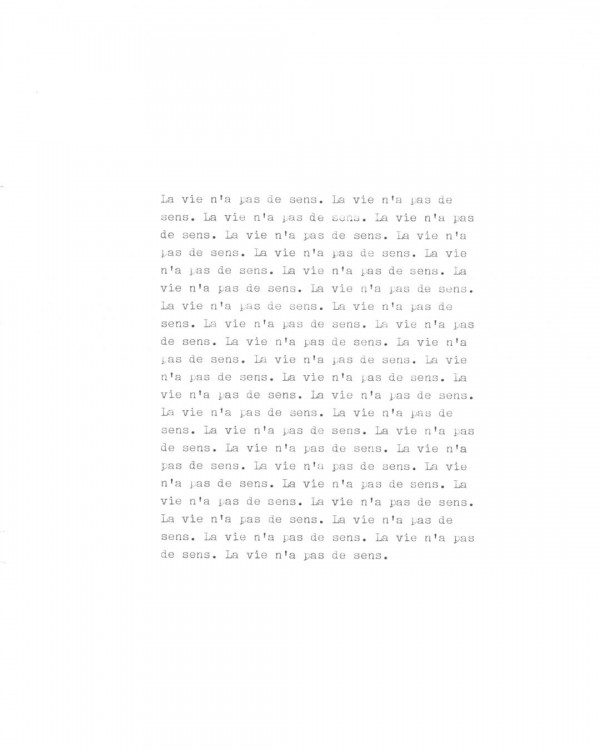 La vie n'a pas de sens. La vie n'a pas de
sens. La vie n'a pas de sens. La vie n'a pas
de sens. La vie n'a pas de sens. La vie n'a
pas de sens. La vie n'a pas de sens. La vie
n'a pas de sens. La vie n'a pas de sens. La
vie n'a pas de sens. La vie n'a pas de sens.
La vie n'a pas de sens. La vie n'a pas de
sens. La vie n'a pas de sens. La vie n'a pas
de sens. La vie n'a pas de sens. La vie n'a
pas de sens. La vie n'a pas de sens. La vie
n'a pas de sens. La vie n'a pas de sens. La
vie n'a pas de sens. La vie n'a pas de sens.
La vie n'a pas de sens. La vie n'a pas de
sens. La vie n'a pas de sens. La vie n'a pas
de sens. La vie n'a pas de sens. La vie n'a
pas de sens. La vie n'a pas de sens. La vie
n'a pas de sens. La vie n'a pas de sens. La
vie n'a pas de sens. La vie n'a pas de sens.
La vie n'a pas de sens. La vie n'a pas de
sens. La vie n'a pas de sens. La vie n'a pas
de sens. La vie n'a pas de sens.